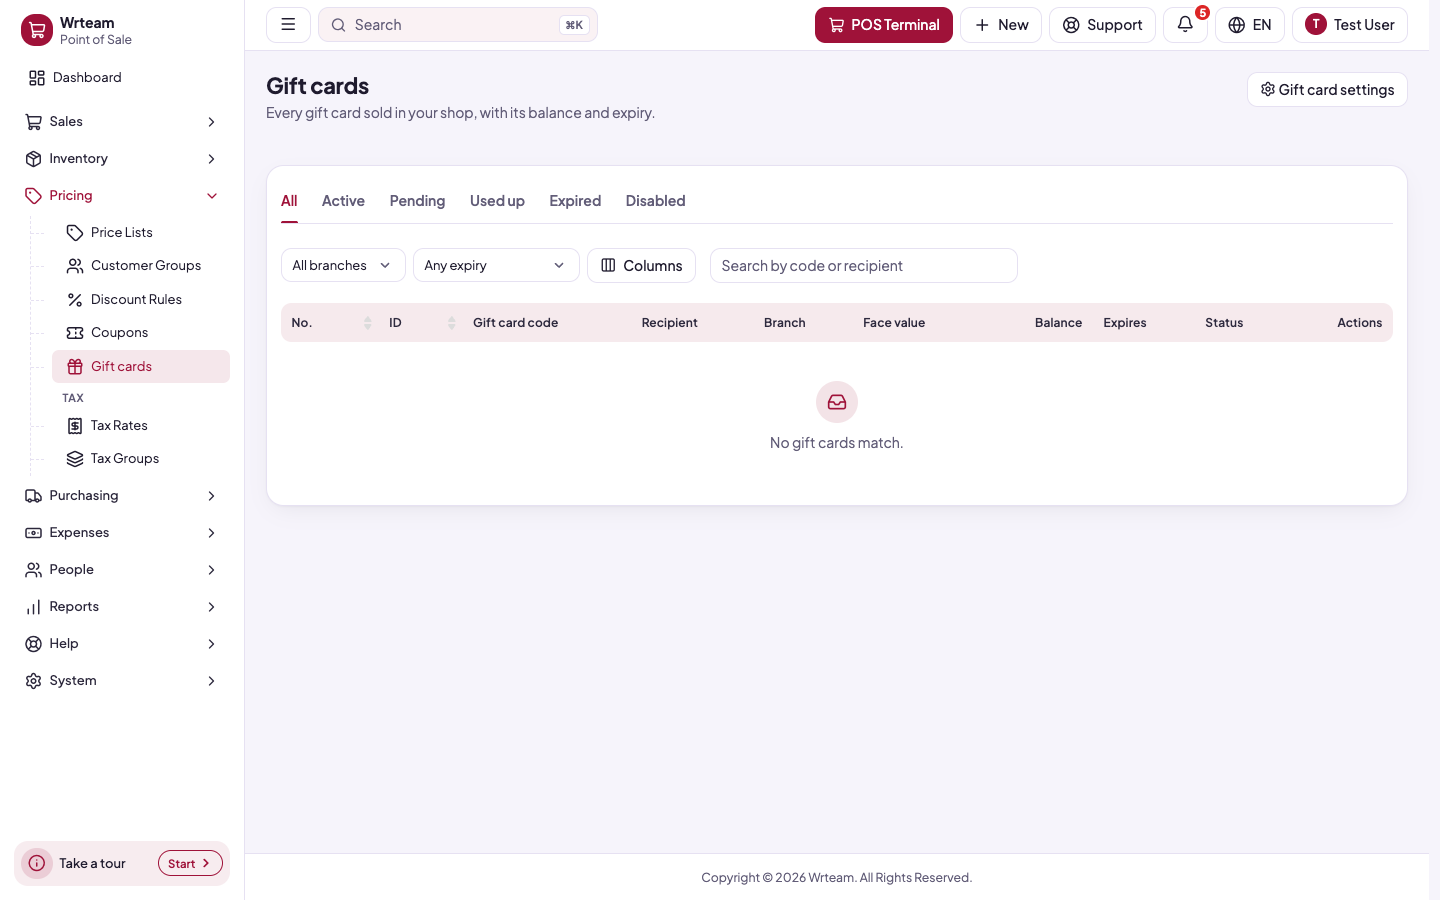 Wrteam
Point of Sale
Dashboard
Sales
Inventory
Pricing
Price Lists
Customer Groups
Discount Rules
Coupons
Gift cards
TAX
Tax Rates
Tax Groups
Purchasing
Expenses
People
Reports
Help
System
Take a tour
Start
Search
⌘K
POS Terminal
New
Support
5
EN
T
Test User
Gift cards
Every gift card sold in your shop, with its balance and expiry.
Gift card settings
All Active Pending Used up Expired Disabled
All branches Any expiry Columns Search by code or recipient
No. ID Gift card code Recipient Branch Face value Balance Expires Status Actions
No gift cards match.
Copyright © 2026 Wrteam. All Rights Reserved.